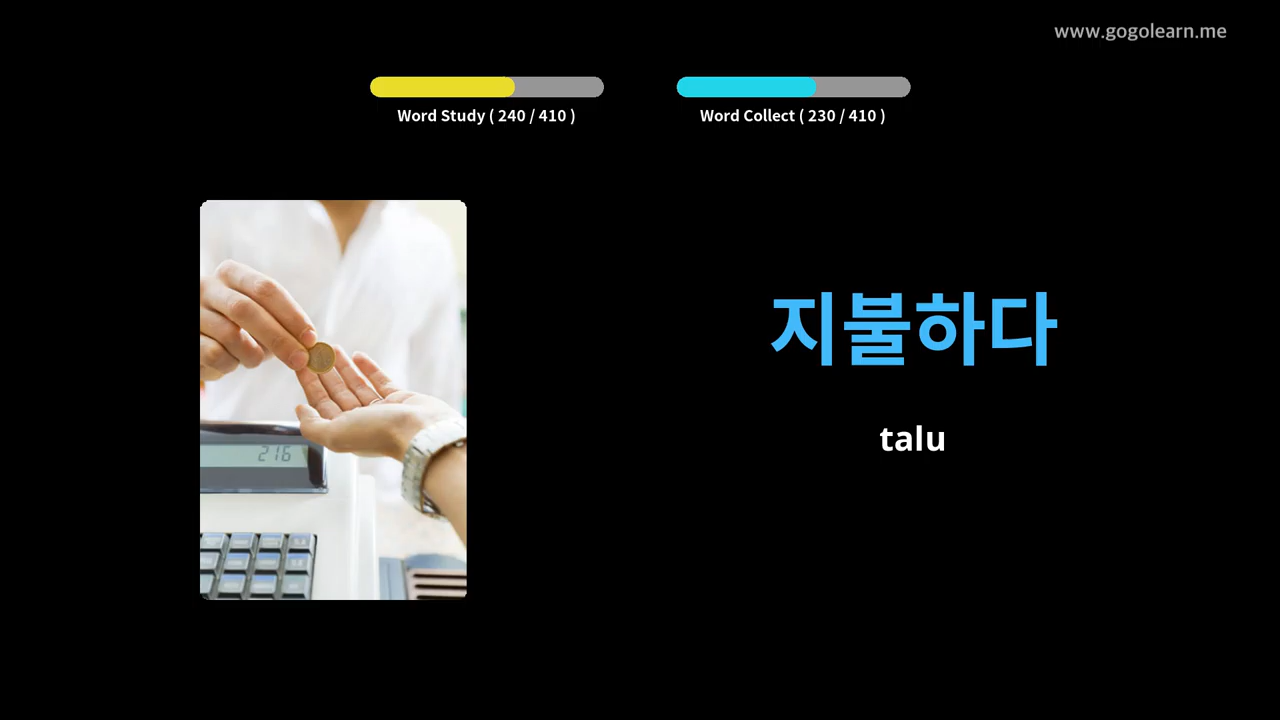 www.gogolearn.me
Word Study ( 240 / 410 )
Word Collect ( 230 / 410 )
지불하다
talu
216